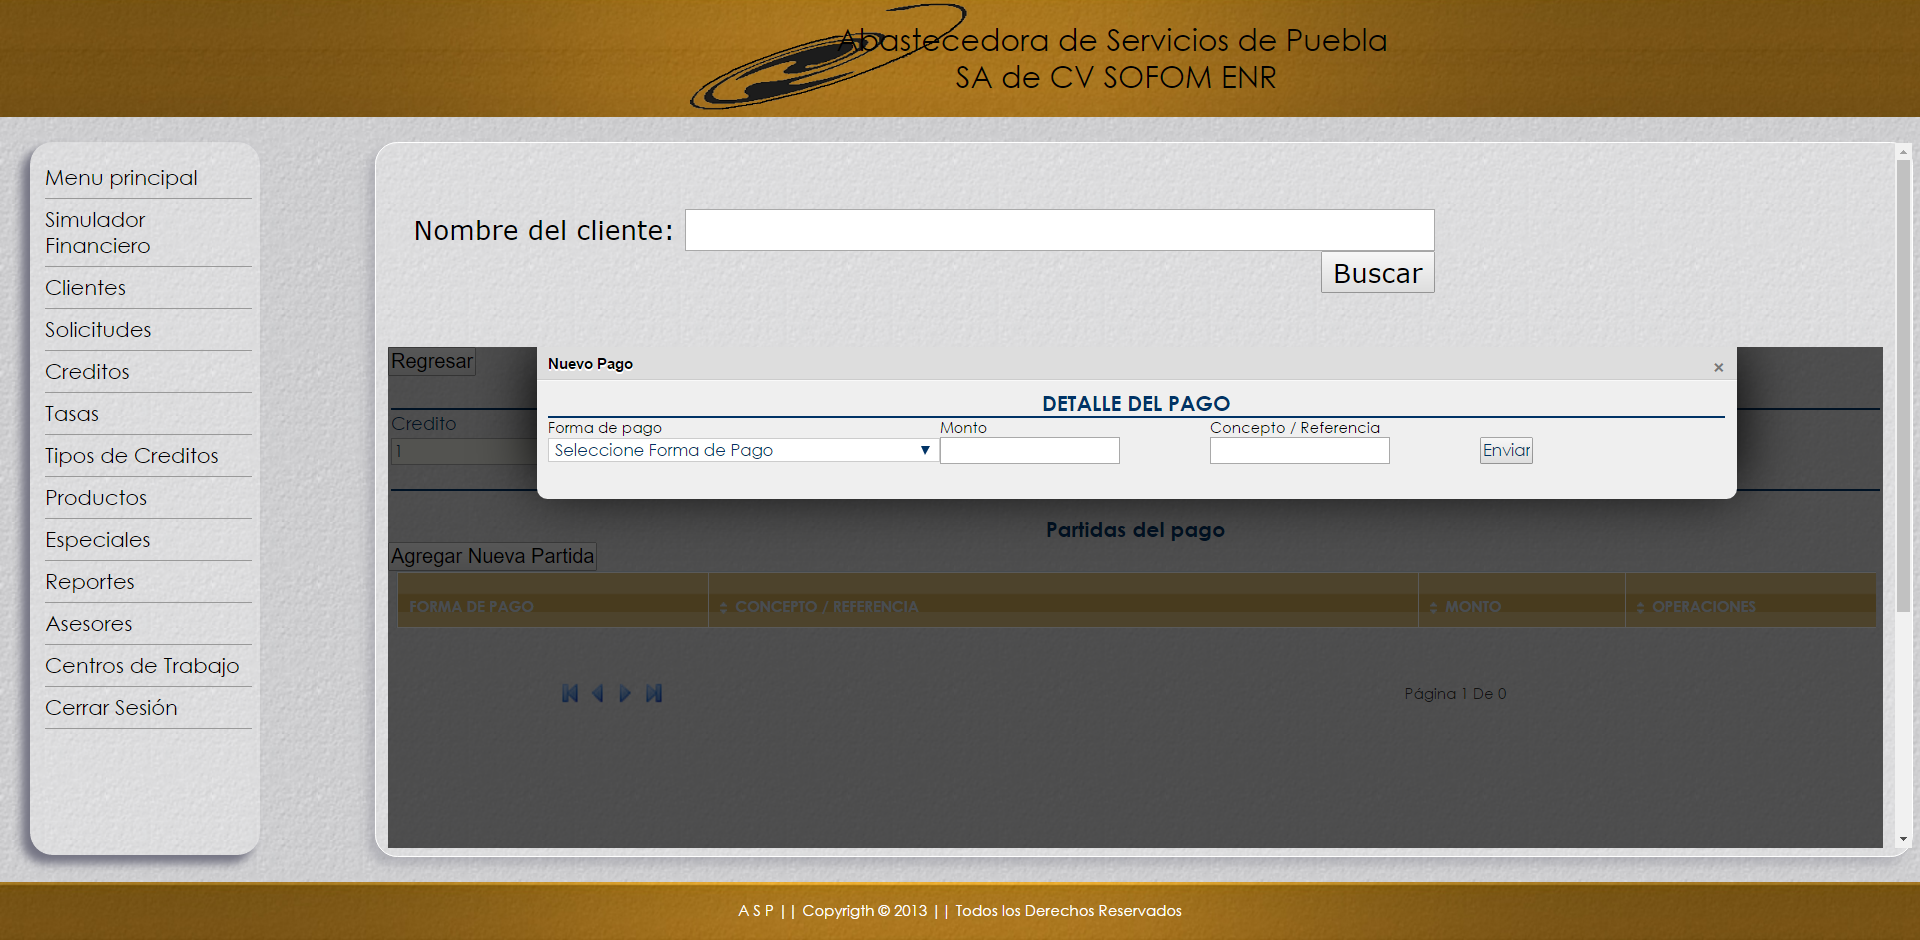 Abastecedora de Servicios de Puebla
SA de CV SOFOM ENR
Menu principal
Simulador
Financiero
Clientes
Solicitudes
Creditos
Tasas
Tipos de Creditos
Productos
Especiales
Reportes
Asesores
Centros de Trabajo
Cerrar Sesión
Nombre del cliente:
Buscar
Regresar
Credito
1
Nuevo Pago
×
DETALLE DEL PAGO
Forma de pago Monto Concepto / Referencia
Seleccione Forma de Pago Enviar
Partidas del pago
Agregar Nueva Partida
FORMA DE PAGO CONCEPTO / REFERENCIA MONTO OPERACIONES
Página 1 De 0
A S P || Copyrigth © 2013 || Todos los Derechos Reservados